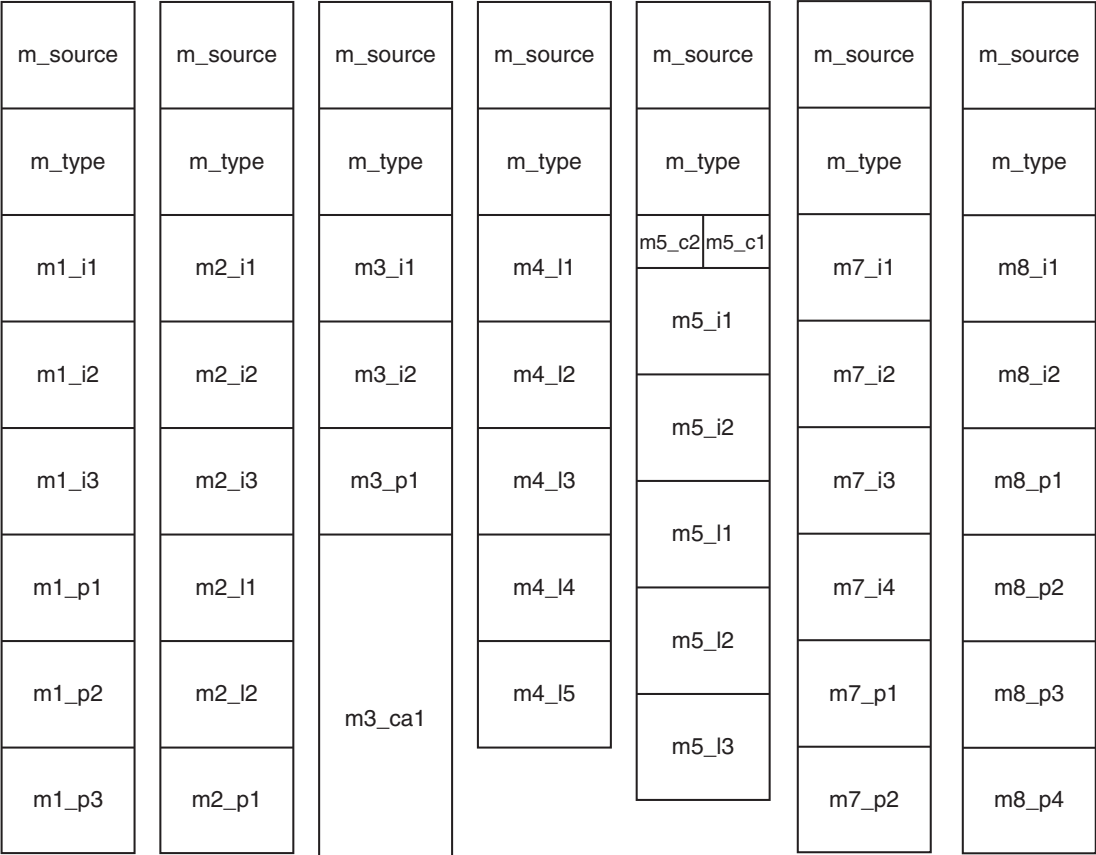 m_source
m_type
m1_i1
m1_i2
m1_i3
m1_p1
m1_p2
m1_p3
m_source
m_type
m2_i1
m2_i2
m2_i3
m2_l1
m2_l2
m2_p1
m_source
m_type
m3_i1
m3_i2
m3_p1
m3_ca1
m_source
m_type
m4_l1
m4_l2
m4_l3
m4_l4
m4_l5
m_source
m_type
m5_c2 m5_c1
m5_i1
m5_i2
m5_l1
m5_l2
m5_l3
m_source
m_type
m7_i1
m7_i2
m7_i3
m7_i4
m7_p1
m7_p2
m_source
m_type
m8_i1
m8_i2
m8_p1
m8_p2
m8_p3
m8_p4